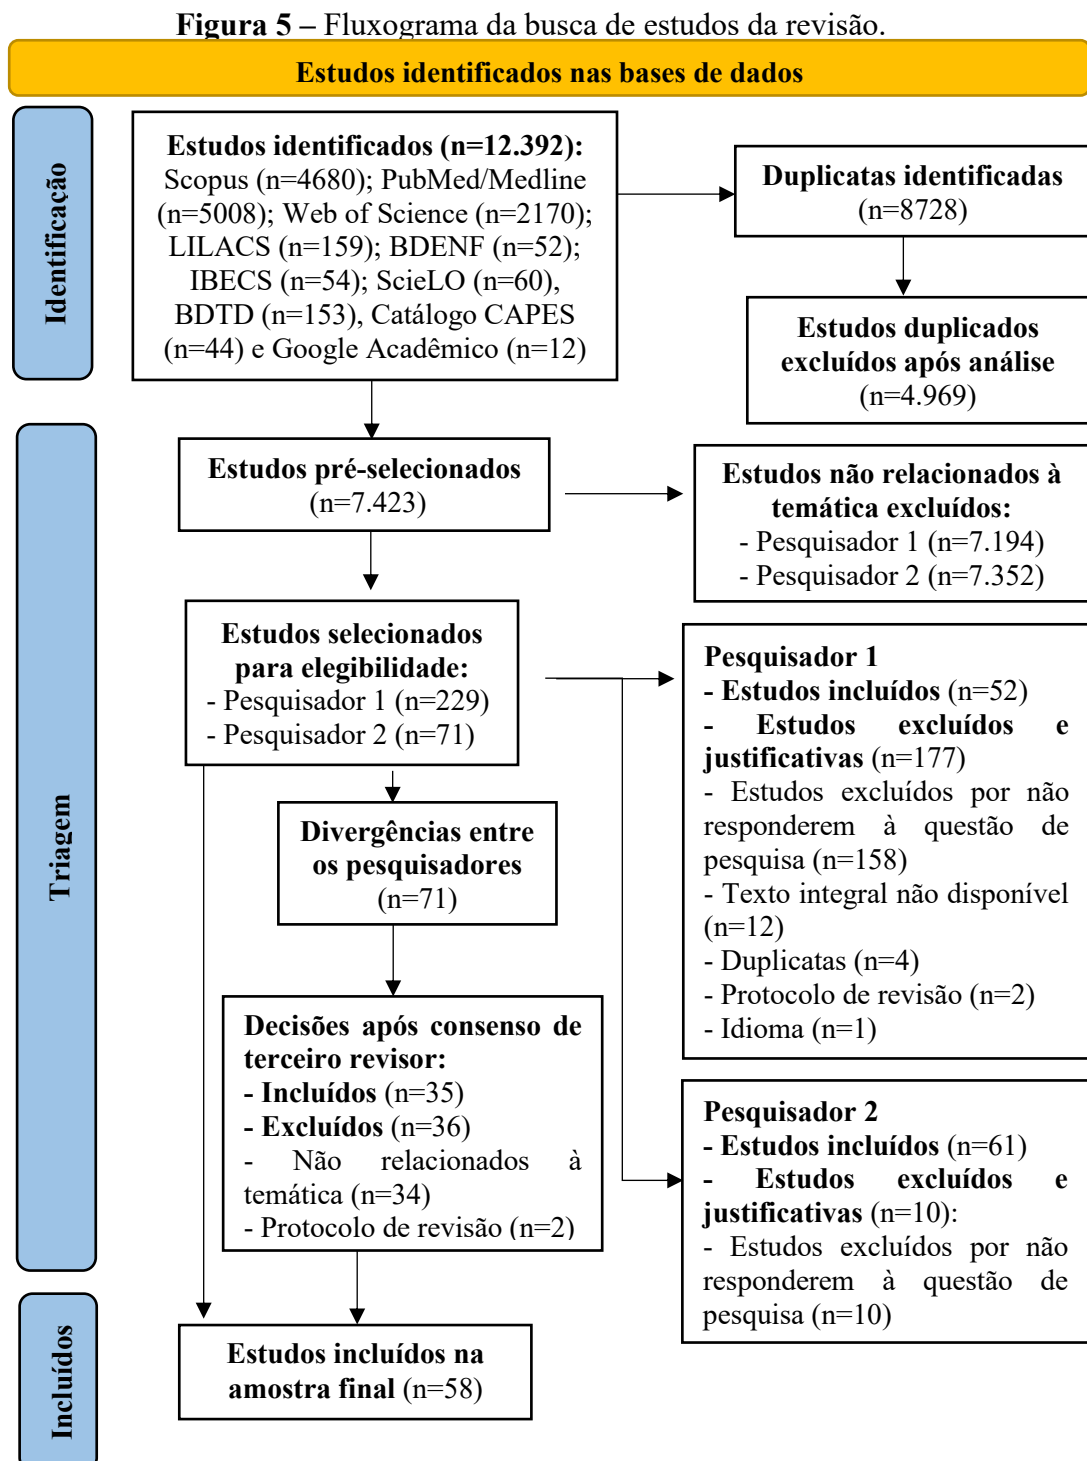 Figura 5 – Fluxograma da busca de estudos da revisão.
Estudos identificados nas bases de dados
Identificação
Estudos identificados (n=12.392):
Scopus (n=4680); PubMed/Medline
(n=5008); Web of Science (n=2170);
LILACS (n=159); BDENF (n=52);
IBECS (n=54); ScieLO (n=60),
BDTD (n=153), Catálogo CAPES
(n=44) e Google Acadêmico (n=12)
Duplicatas identificadas
(n=8728)
Estudos duplicados
excluídos após análise
(n=4.969)
Triagem
Estudos pré-selecionados
(n=7.423)
Estudos não relacionados à
temática excluídos:
- Pesquisador 1 (n=7.194)
- Pesquisador 2 (n=7.352)
Estudos selecionados
para elegibilidade:
- Pesquisador 1 (n=229)
- Pesquisador 2 (n=71)
Pesquisador 1
- Estudos incluídos (n=52)
- Estudos excluídos e
justificativas (n=177)
- Estudos excluídos por não
responderem à questão de
pesquisa (n=158)
- Texto integral não disponível
(n=12)
- Duplicatas (n=4)
- Protocolo de revisão (n=2)
- Idioma (n=1)
Divergências entre
os pesquisadores
(n=71)
Decisões após consenso de
terceiro revisor:
- Incluídos (n=35)
- Excluídos (n=36)
- Não relacionados à
temática (n=34)
- Protocolo de revisão (n=2)
Pesquisador 2
- Estudos incluídos (n=61)
- Estudos excluídos e
justificativas (n=10):
- Estudos excluídos por não
responderem à questão de
pesquisa (n=10)
Incluídos
Estudos incluídos na
amostra final (n=58)